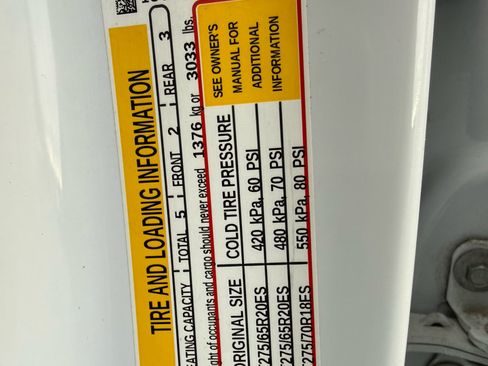 TIRE AND LOADING INFORMATION
EATING CAPACITY TOTAL 5 FRONT 2 REAR 3
ght of occupants and cargo should never exceed 1376 kg or 3033 lbs.
ORIGINAL SIZE COLD TIRE PRESSURE
275/65R20ES 420 kPa, 60 PSI
275/65R20ES 480 kPa, 70 PSI
275/70R18ES 550 kPa, 80 PSI
SEE OWNER'S
MANUAL FOR
ADDITIONAL
INFORMATION